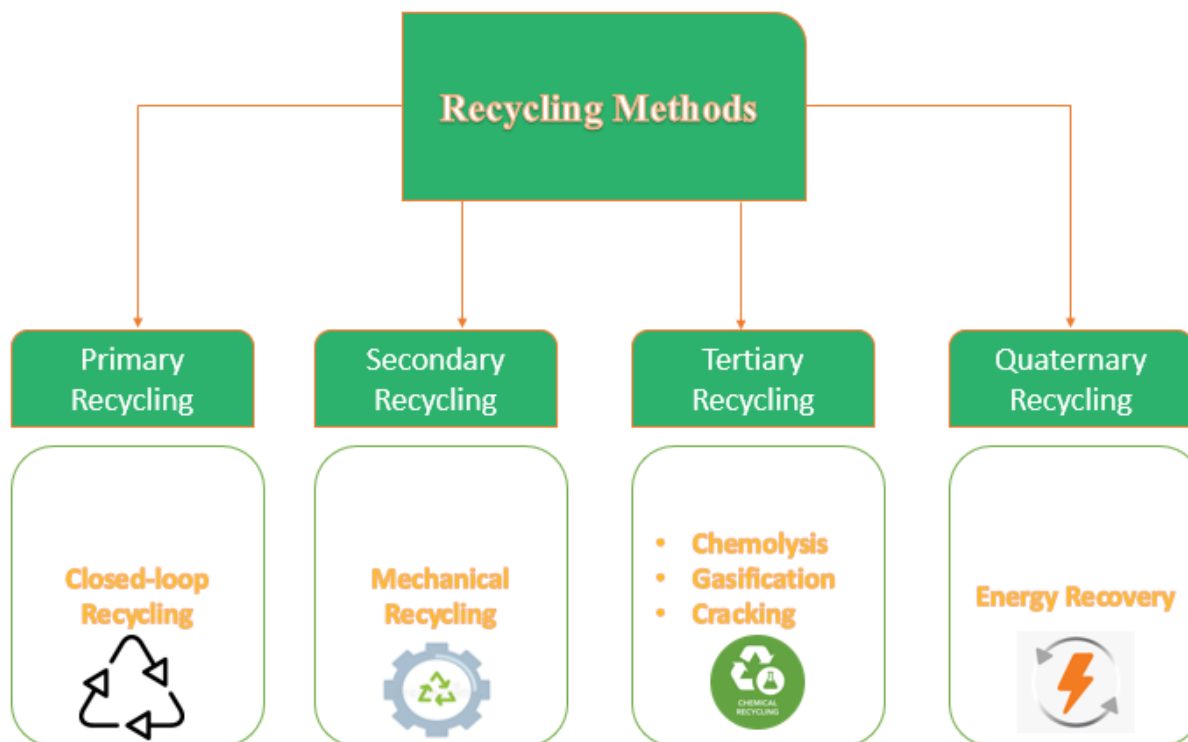 Recycling Methods
Primary
Recycling
Secondary
Recycling
Tertiary
Recycling
Quaternary
Recycling
Closed-loop
Recycling
Mechanical
Recycling
• Chemolysis
• Gasification
• Cracking
CHEMICAL
RECYCLING
Energy Recovery